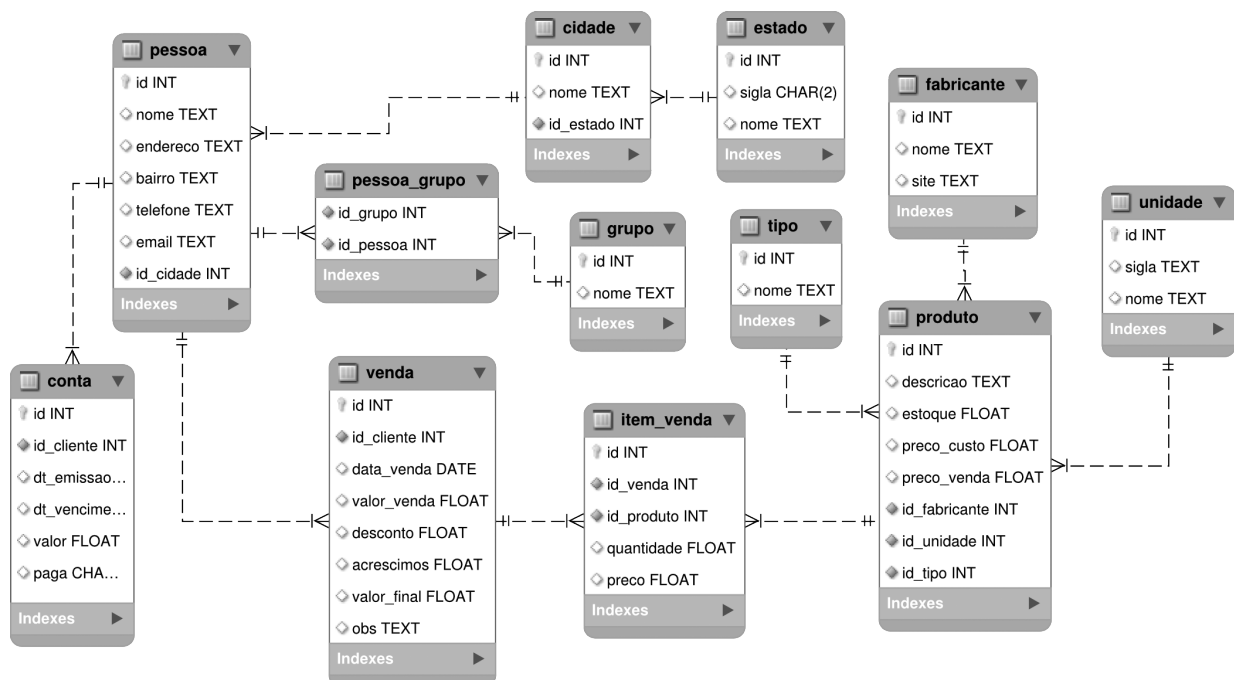 pessoa
id INT
nome TEXT
endereco TEXT
bairro TEXT
telefone TEXT
email TEXT
id_cidade INT
Indexes
cidade
id INT
nome TEXT
id_estado INT
Indexes
estado
id INT
sigla CHAR(2)
nome TEXT
Indexes
fabricante
id INT
nome TEXT
site TEXT
Indexes
pessoa_grupo
id_grupo INT
id_pessoa INT
Indexes
grupo
id INT
nome TEXT
Indexes
tipo
id INT
nome TEXT
Indexes
unidade
id INT
sigla TEXT
nome TEXT
Indexes
conta
id INT
id_cliente INT
dt_emissao...
dt_vencime...
valor FLOAT
paga CHA...
Indexes
venda
id INT
id_cliente INT
data_venda DATE
valor_venda FLOAT
desconto FLOAT
acrescimos FLOAT
valor_final FLOAT
obs TEXT
Indexes
item_venda
id INT
id_venda INT
id_produto INT
quantidade FLOAT
preco FLOAT
Indexes
produto
id INT
descricao TEXT
estoque FLOAT
preco_custo FLOAT
preco_venda FLOAT
id_fabricante INT
id_unidade INT
id_tipo INT
Indexes